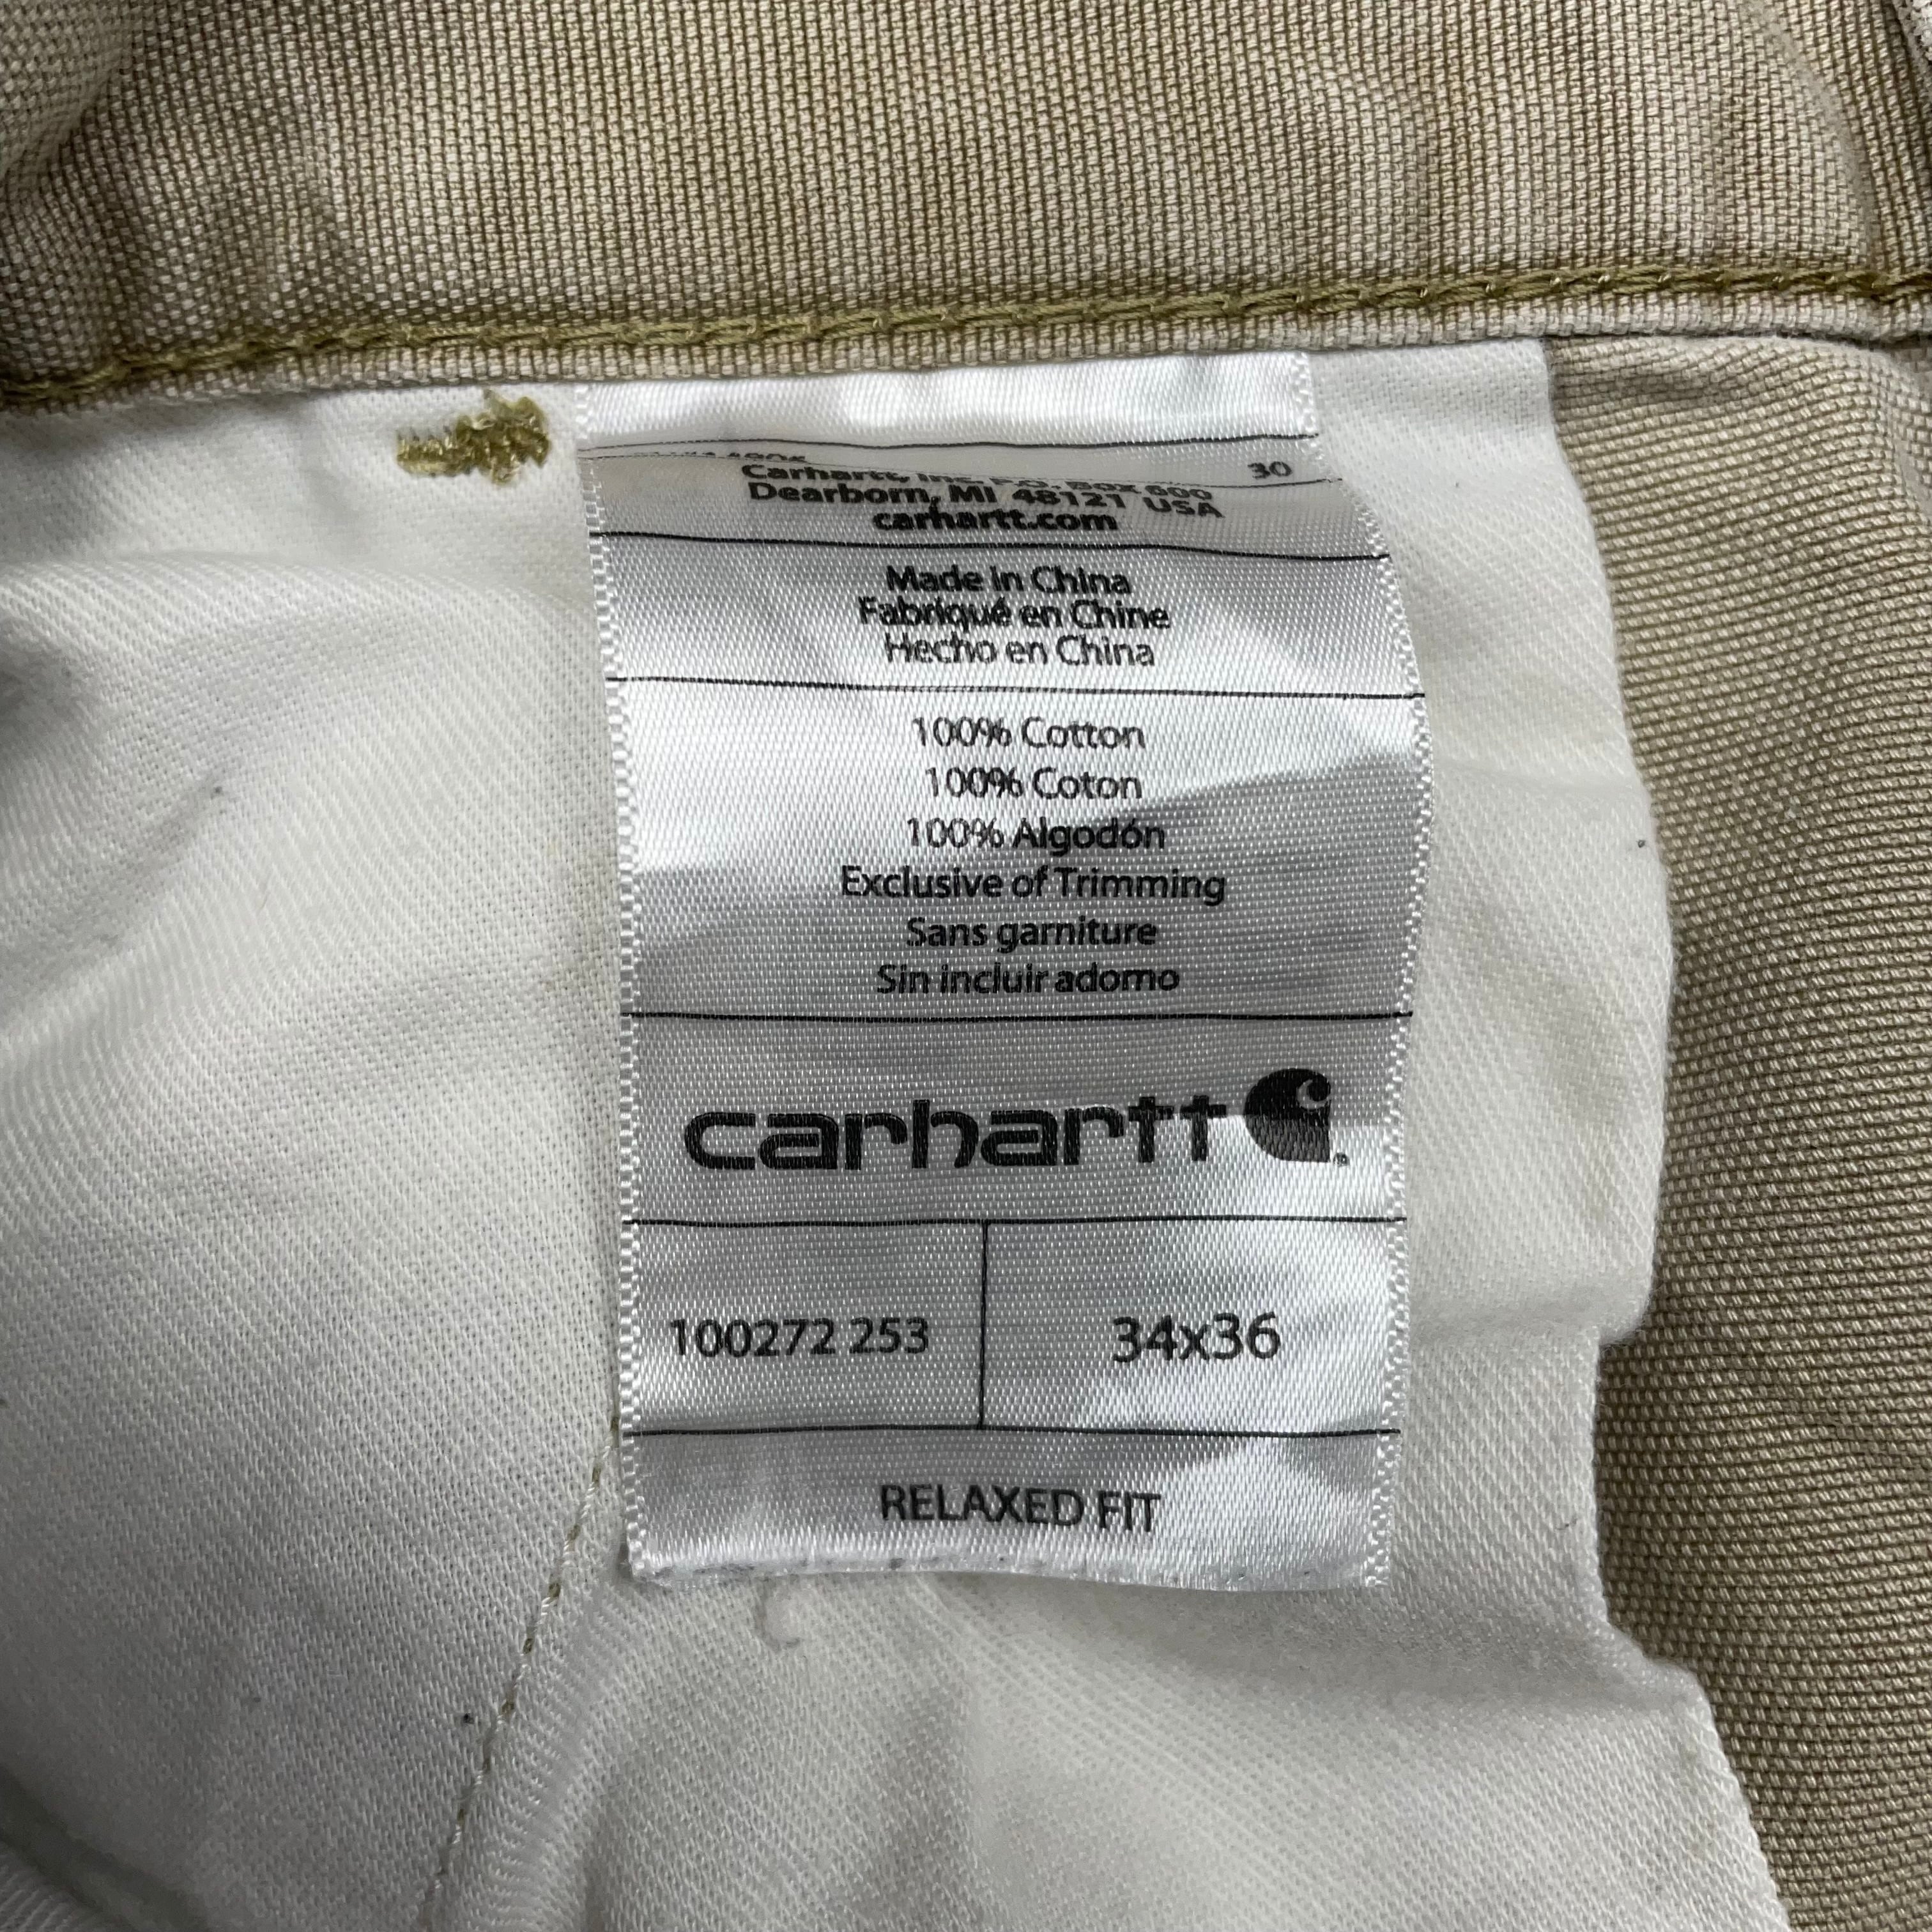 30
Carhartt, Inc. P.O. Box 600
Dearborn, MI 48121 USA
carhartt.com
Made in China
Fabriqué en Chine
Hecho en China
100% Cotton
100% Coton
100% Algodón
Exclusive of Trimming
Sans garniture
Sin incluir adorno
carhartt
100272 253
34x36
RELAXED FIT